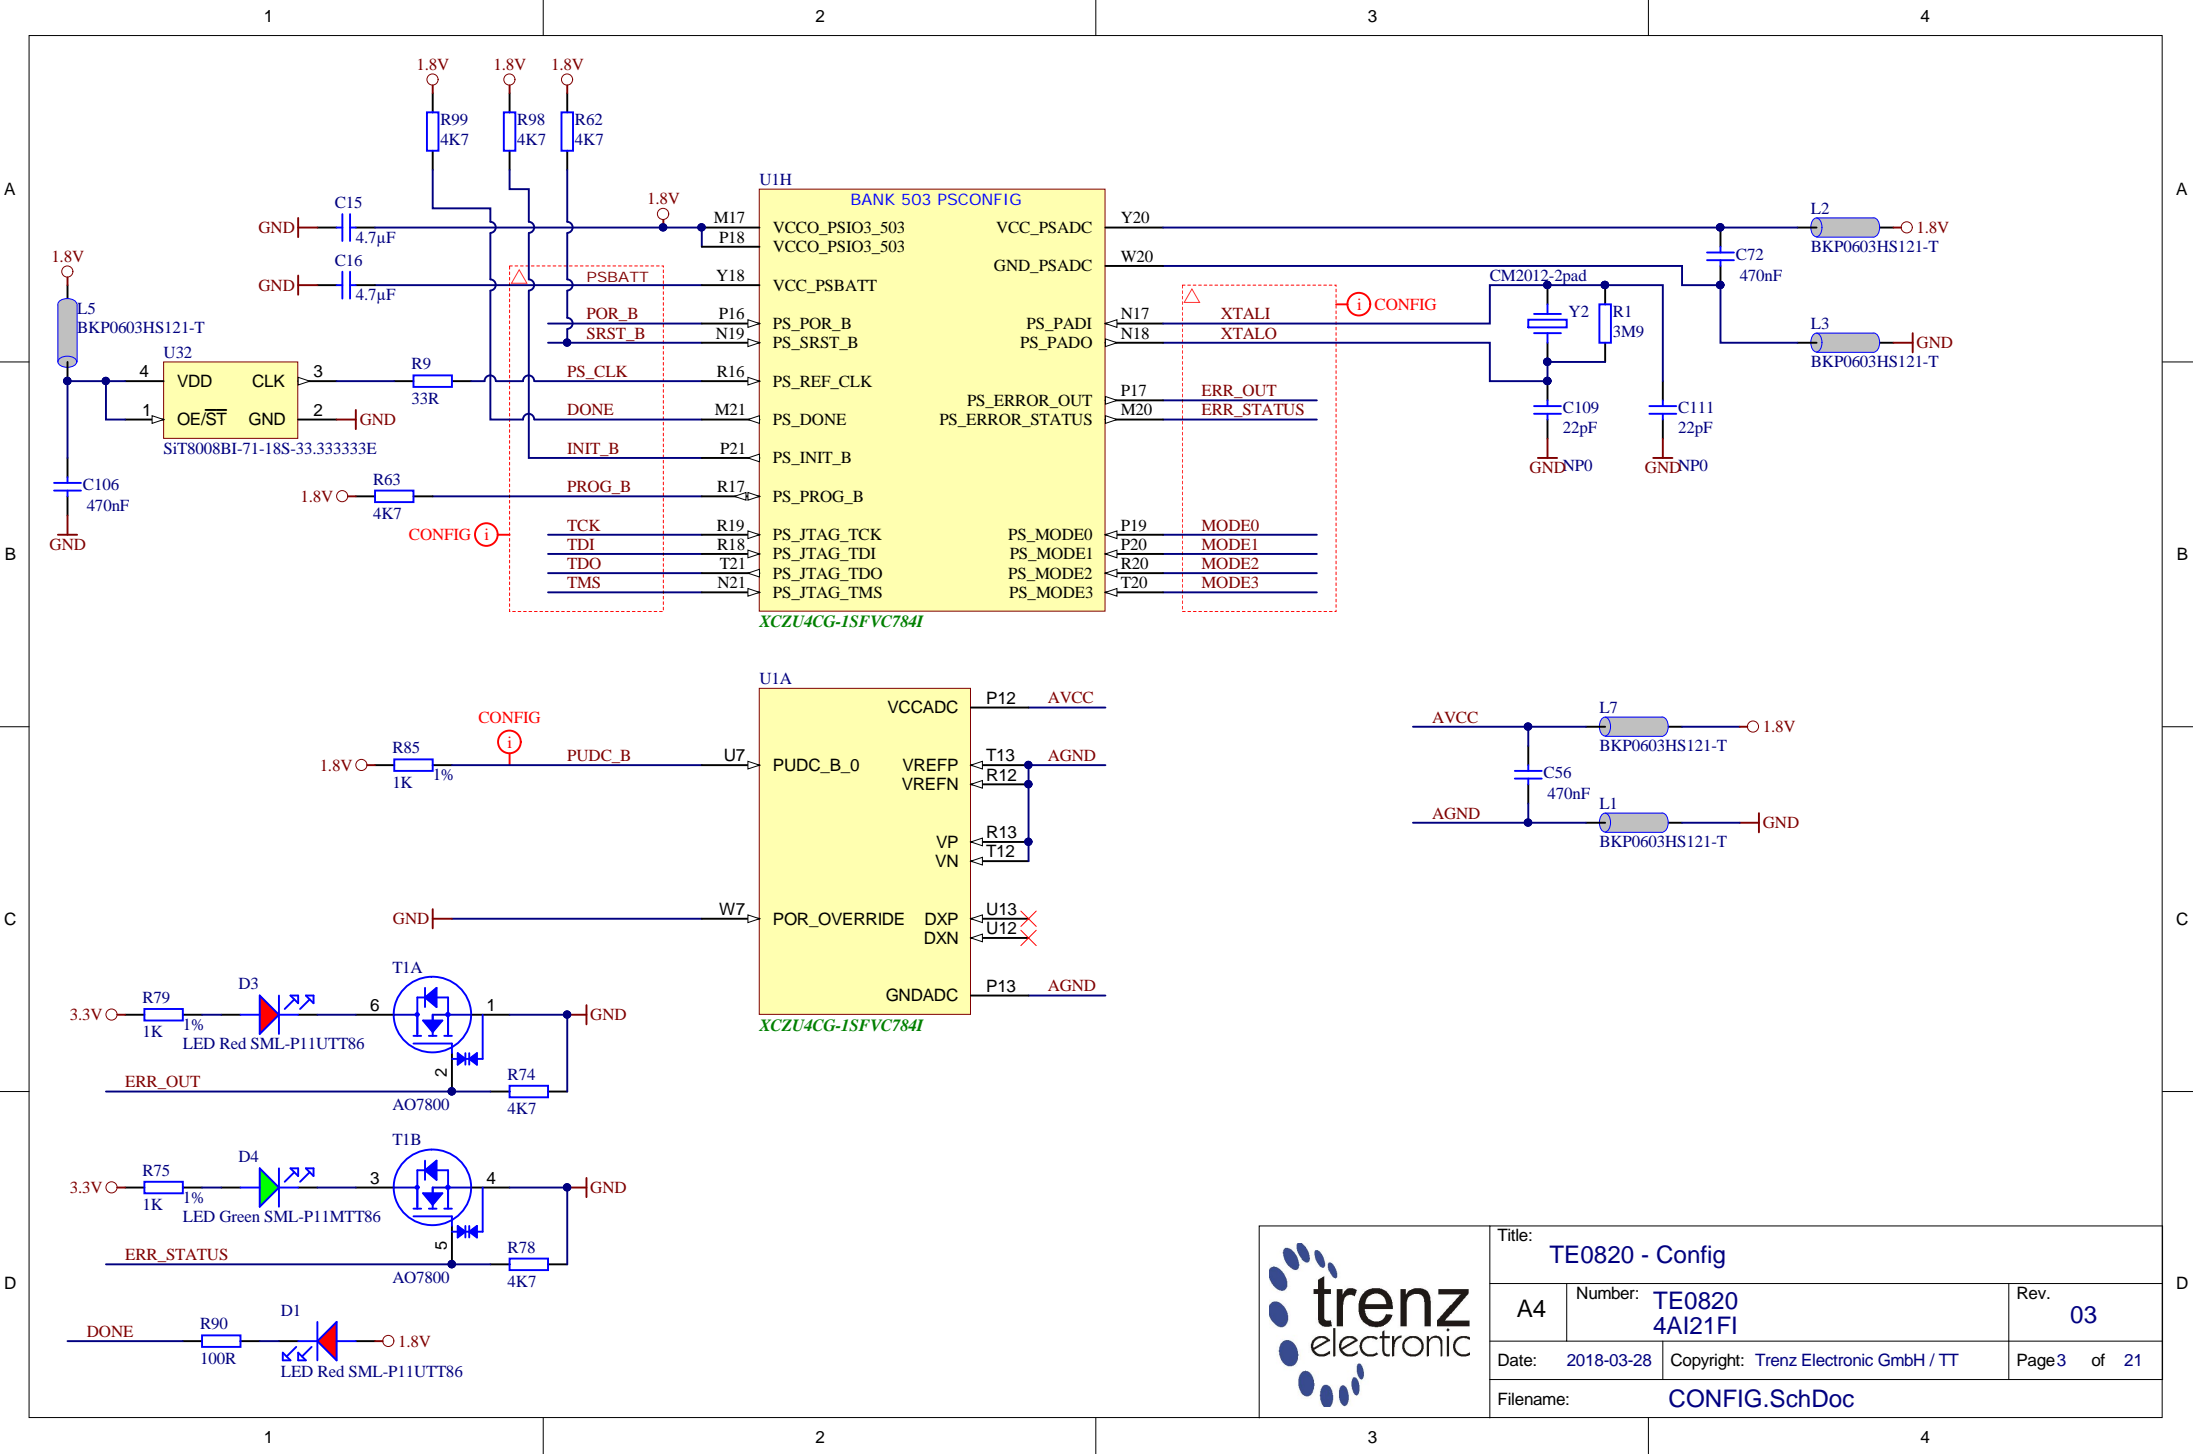 1
2
3
4
A
A
1.8V
1.8V
1.8V
R99
4K7
R98
4K7
R62
4K7
C15
GND
4.7µF
1.8V
C16
GND
4.7µF
PSBATT
POR_B
SRST_B
PS_CLK
DONE
INIT_B
PROG_B
TCK
TDI
TDO
TMS
CONFIG
i
1.8V
L5
BKP0603HS121-T
U32
4
VDD
CLK
3
1
OE/ST
GND
2
GND
SiT8008BI-71-18S-33.333333E
R9
33R
C106
470nF
GND
1.8V
R63
4K7
U1H
BANK 503 PSCONFIG
M17
VCCO_PSIO3_503
P18
VCCO_PSIO3_503
Y18
VCC_PSBATT
P16
PS_POR_B
N19
PS_SRST_B
R16
PS_REF_CLK
M21
PS_DONE
P21
PS_INIT_B
R17
PS_PROG_B
R19
PS_JTAG_TCK
R18
PS_JTAG_TDI
T21
PS_JTAG_TDO
N21
PS_JTAG_TMS
VCC_PSADC
Y20
GND_PSADC
W20
PS_PADI
N17
XTALI
PS_PADO
N18
XTALO
PS_ERROR_OUT
P17
ERR_OUT
PS_ERROR_STATUS
M20
ERR_STATUS
PS_MODE0
P19
MODE0
PS_MODE1
P20
MODE1
PS_MODE2
R20
MODE2
PS_MODE3
T20
MODE3
XCZU4CG-1SFVC784I
i
CONFIG
CM2012-2pad
Y2
R1
3M9
C109
22pF
GND
NP0
C111
22pF
GND
NP0
L2
BKP0603HS121-T
1.8V
C72
470nF
L3
BKP0603HS121-T
GND
B
B
U1A
VCCADC
P12
AVCC
CONFIG
i
R85
1.8V
1K
1%
PUDC_B
U7
PUDC_B_0
VREFP
T13
AGND
VREFN
R12
VP
R13
VN
T12
GND
W7
POR_OVERRIDE
DXP
U13
DXN
U12
GNDADC
P13
AGND
XCZU4CG-1SFVC784I
AVCC
L7
BKP0603HS121-T
1.8V
C56
470nF
AGND
L1
BKP0603HS121-T
GND
C
C
3.3V
R79
1K
1%
D3
LED Red SML-P11UTT86
T1A
6
1
2
GND
ERR_OUT
AO7800
R74
4K7
3.3V
R75
1K
1%
D4
LED Green SML-P11MTT86
T1B
3
4
5
GND
ERR_STATUS
AO7800
R78
4K7
DONE
R90
100R
D1
1.8V
LED Red SML-P11UTT86
D
D
trenz
electronic
Title:
TE0820 - Config
A4
Number:
TE0820
4AI21FI
Rev.
03
Date: 2018-03-28
Copyright: Trenz Electronic GmbH / TT
Page 3 of 21
Filename:
CONFIG.SchDoc
1
2
3
4